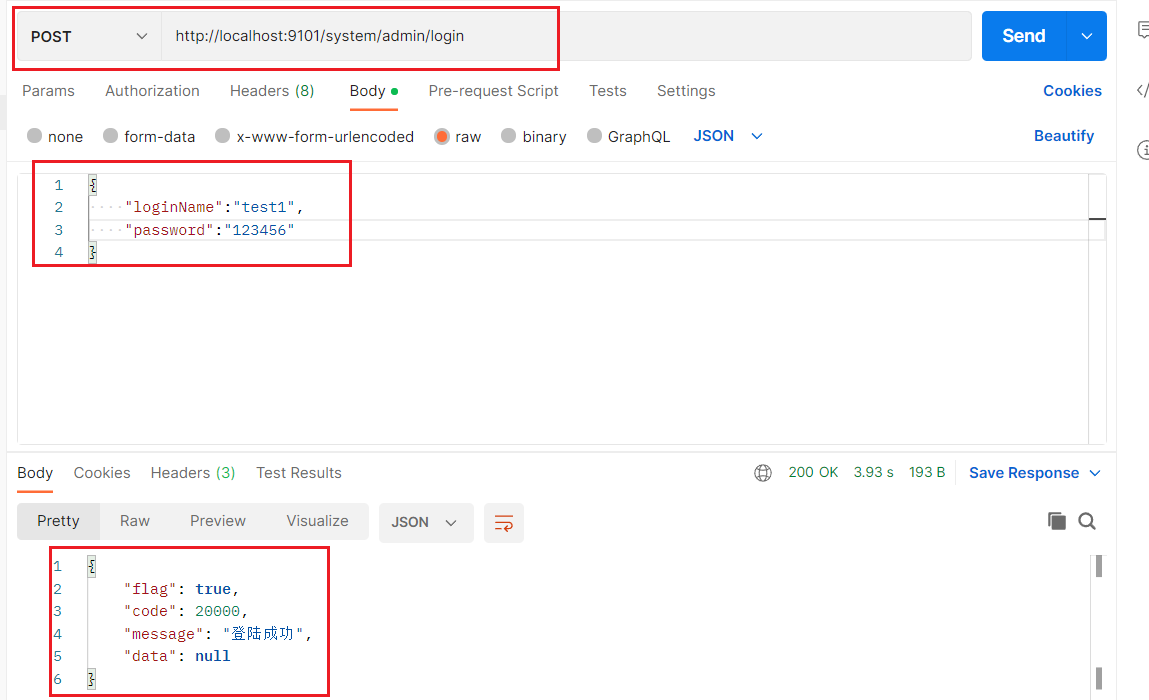 POST http://localhost:9101/system/admin/login Send
Params Authorization Headers (8) Body Pre-request Script Tests Settings Cookies
none form-data x-www-form-urlencoded raw binary GraphQL JSON Beautify
1 {
2 ····"loginName":"test1",
3 ····"password":"123456"
4 }
Body Cookies Headers (3) Test Results 200 OK 3.93 s 193 B Save Response
Pretty Raw Preview Visualize JSON
1 {
2 "flag": true,
3 "code": 20000,
4 "message": "登陆成功",
5 "data": null
6 }